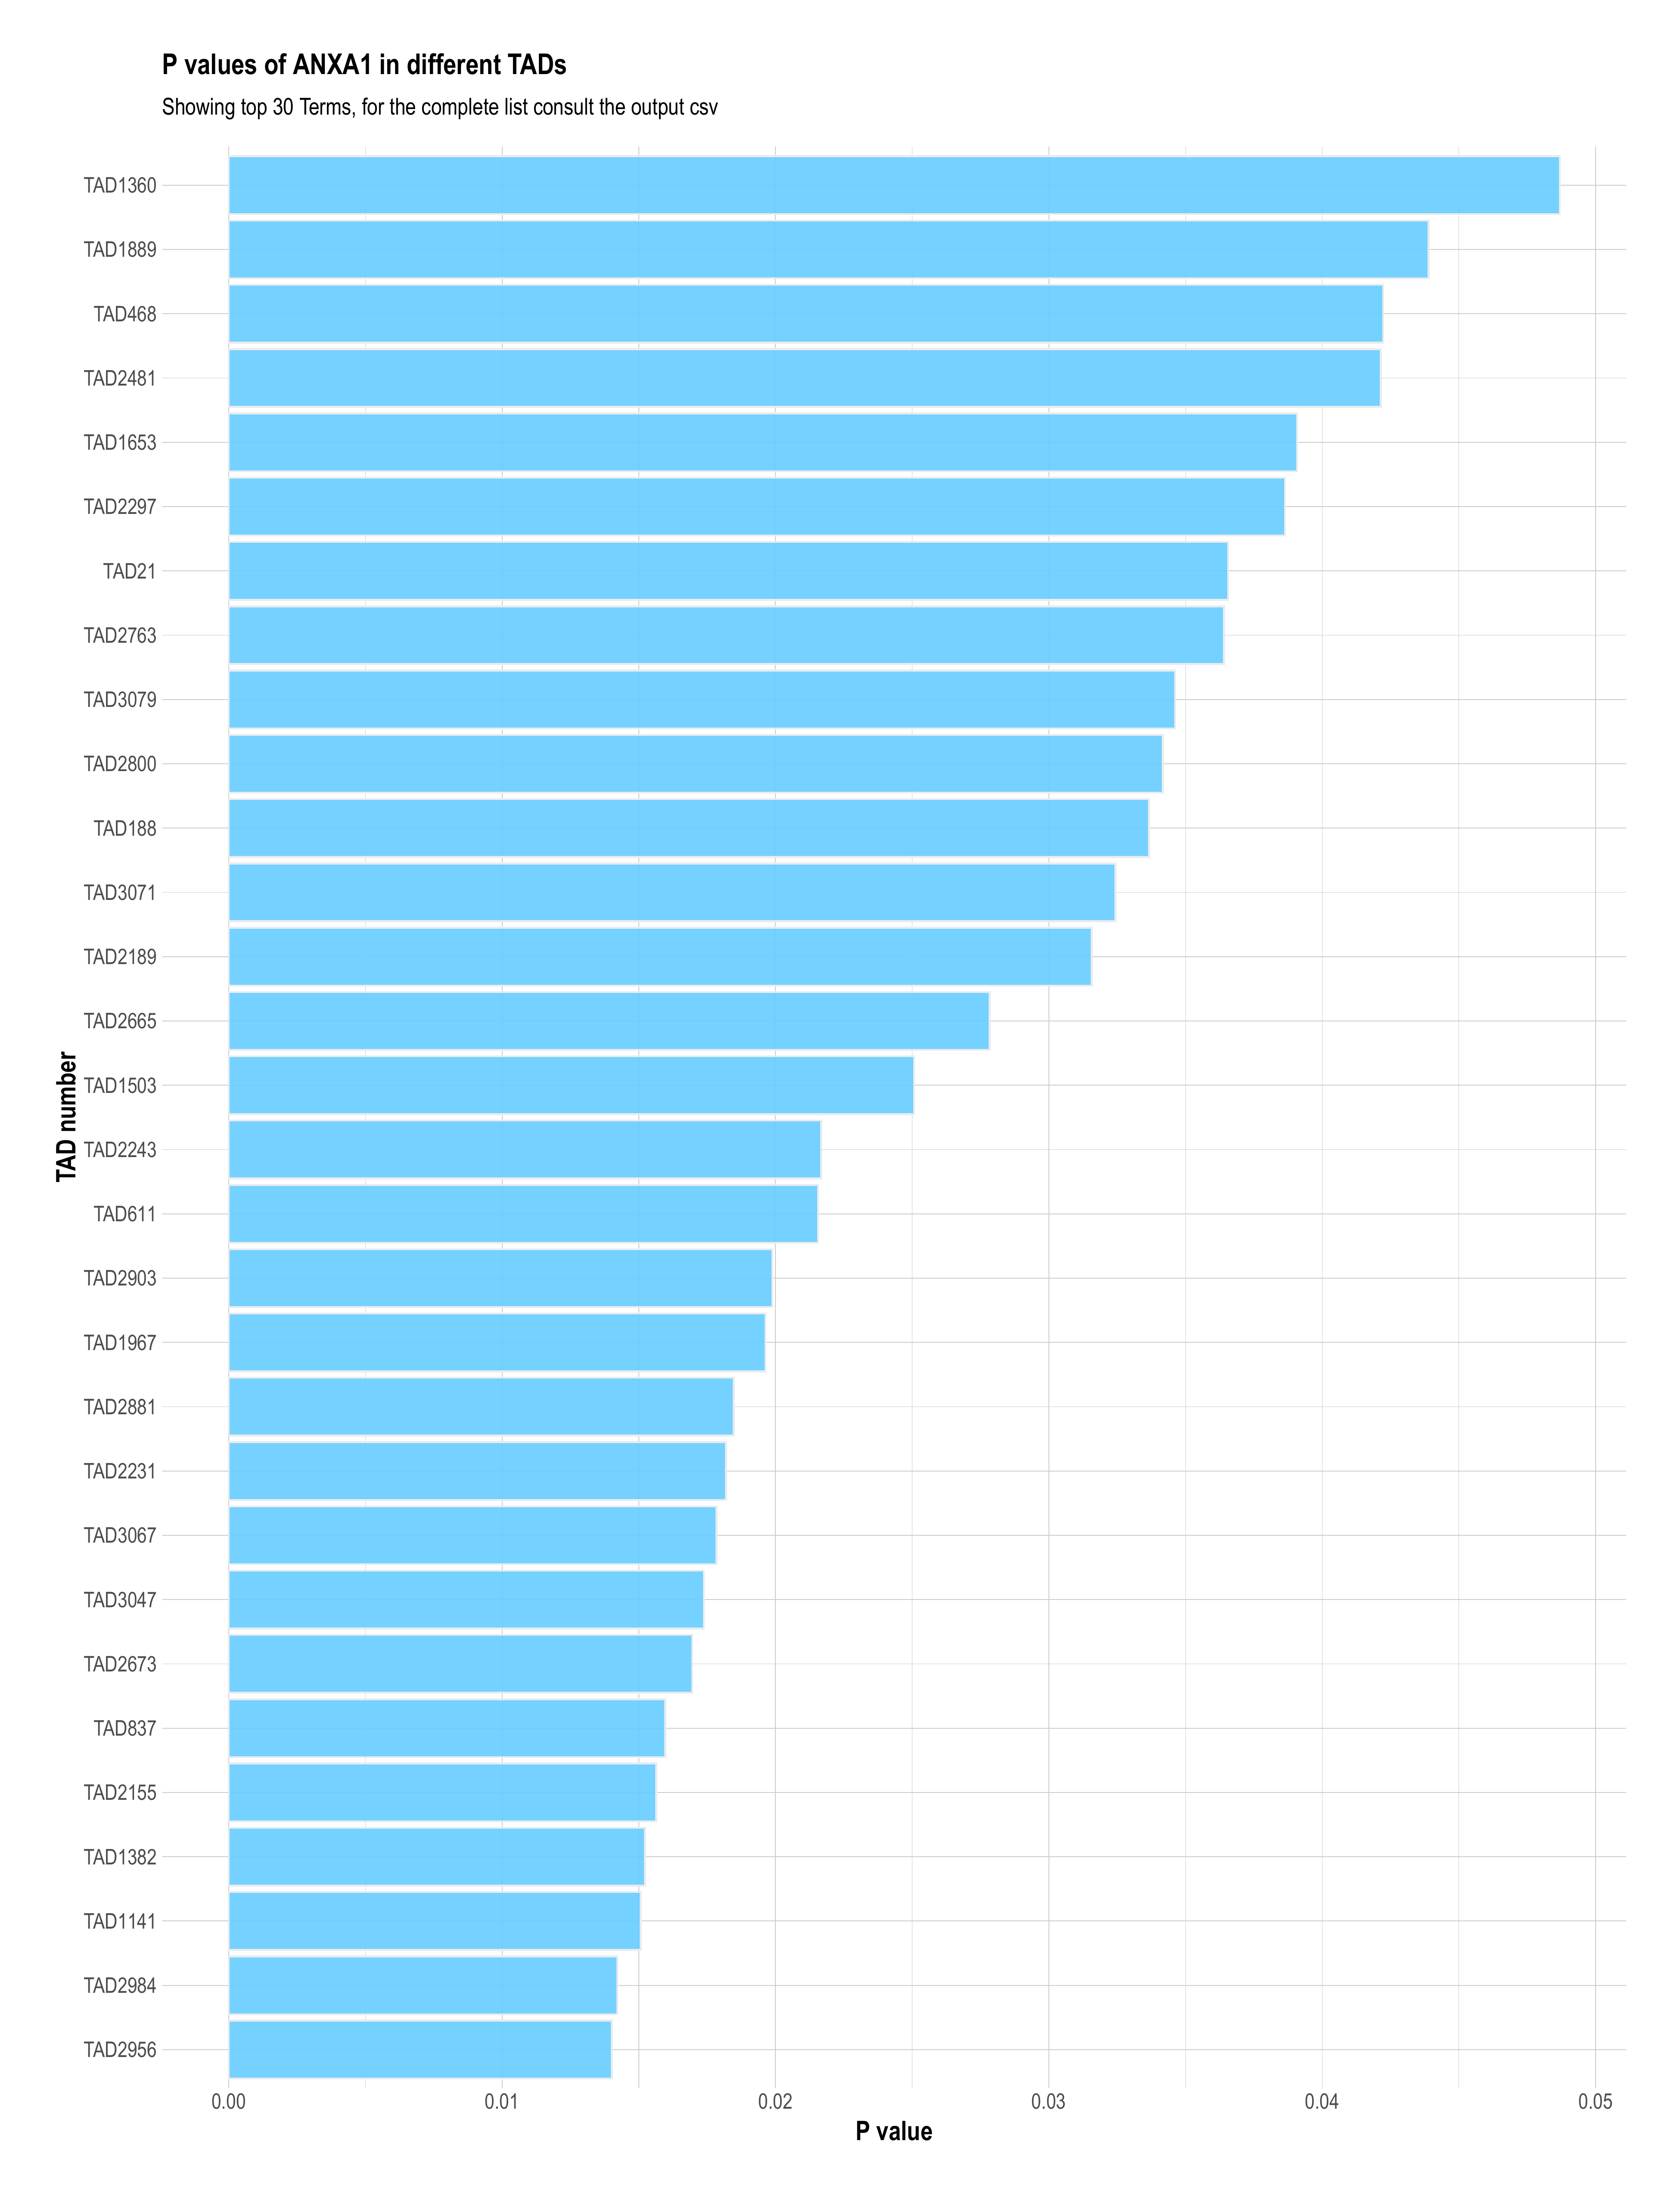 P values of ANXA1 in different TADs
Showing top 30 Terms, for the complete list consult the output csv
TAD1360
TAD1889
TAD468
TAD2481
TAD1653
TAD2297
TAD21
TAD2763
TAD3079
TAD2800
TAD188
TAD3071
TAD2189
TAD2665
TAD1503
TAD2243
TAD611
TAD2903
TAD1967
TAD2881
TAD2231
TAD3067
TAD3047
TAD2673
TAD837
TAD2155
TAD1382
TAD1141
TAD2984
TAD2956
TAD number
0.00 0.01 0.02 0.03 0.04 0.05
P value